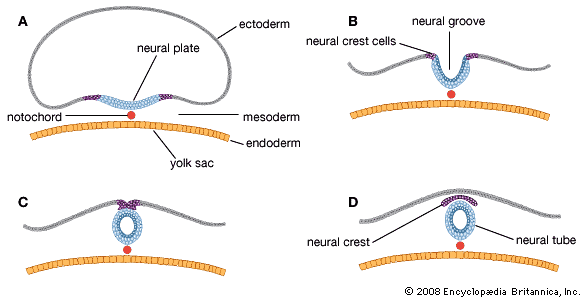 A
ectoderm
neural plate
notochord
mesoderm
endoderm
yolk sac
B
neural groove
neural crest cells
C
D
neural crest
neural tube
© 2008 Encyclopædia Britannica, Inc.